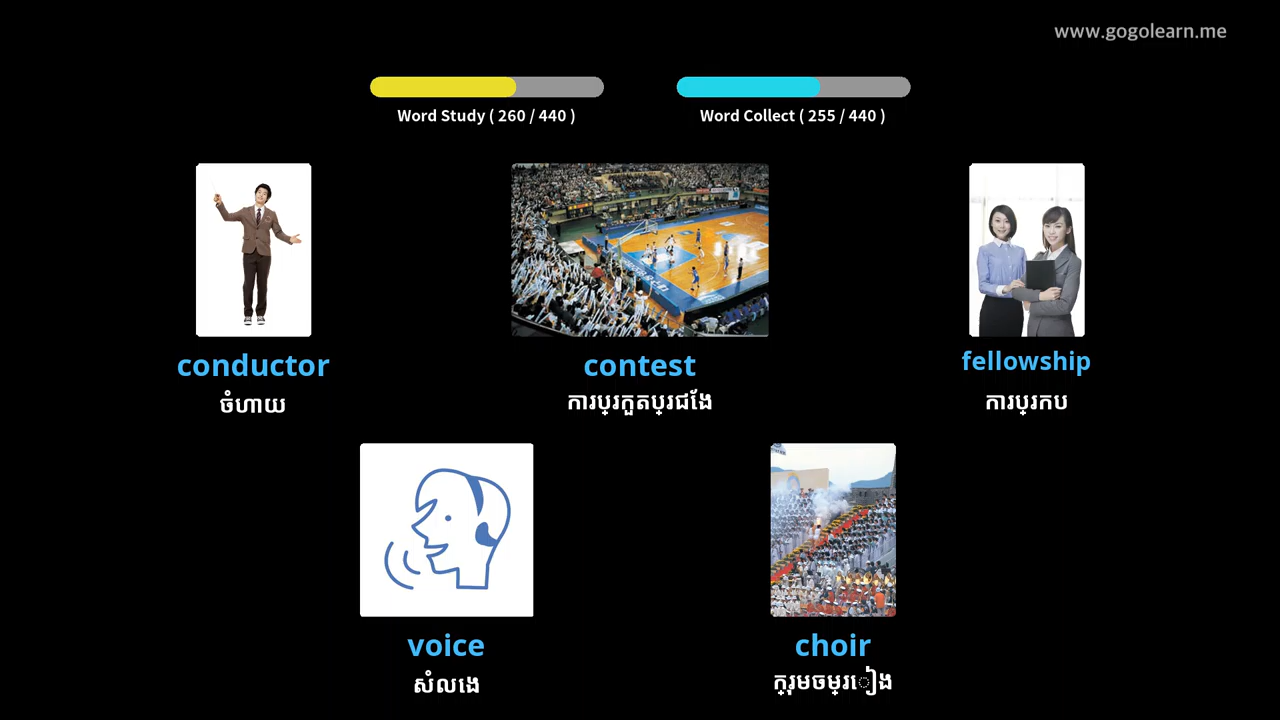 www.gogolearn.me
Word Study ( 260 / 440 )
Word Collect ( 255 / 440 )
conductor
ចំហាយ
contest
ការប្រកួតប្រជែង
fellowship
ការប្រកប
voice
សំលេង
choir
ក្រុមចម្រៀង